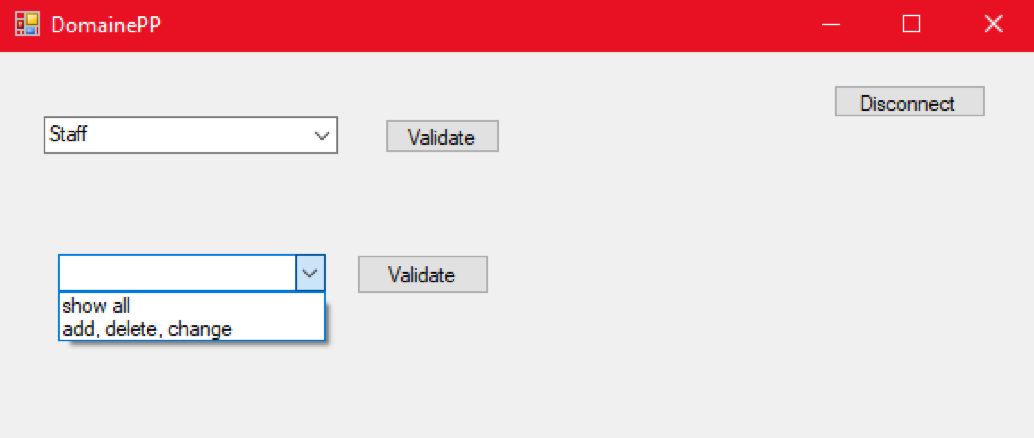 DomainePP
Disconnect
Staff
Validate
Validate
show all
add, delete, change